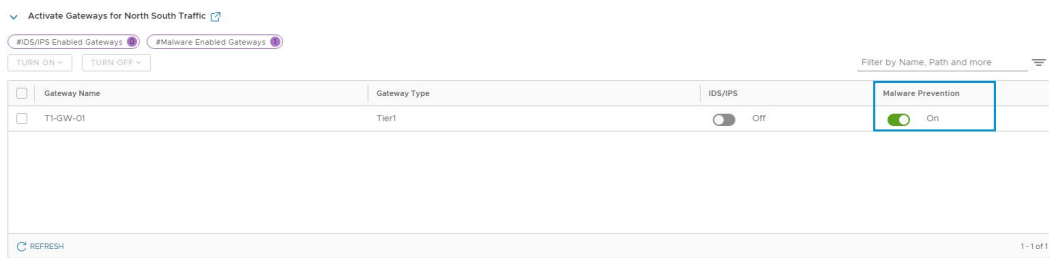 Activate Gateways for North South Traffic
#IDS/IPS Enabled Gateways 0 #Malware Enabled Gateways 1
TURN ON TURN OFF Filter by Name, Path and more
Gateway Name Gateway Type IDS/IPS Malware Prevention
T1-GW-01 Tier1 Off On
REFRESH 1 - 1 of 1